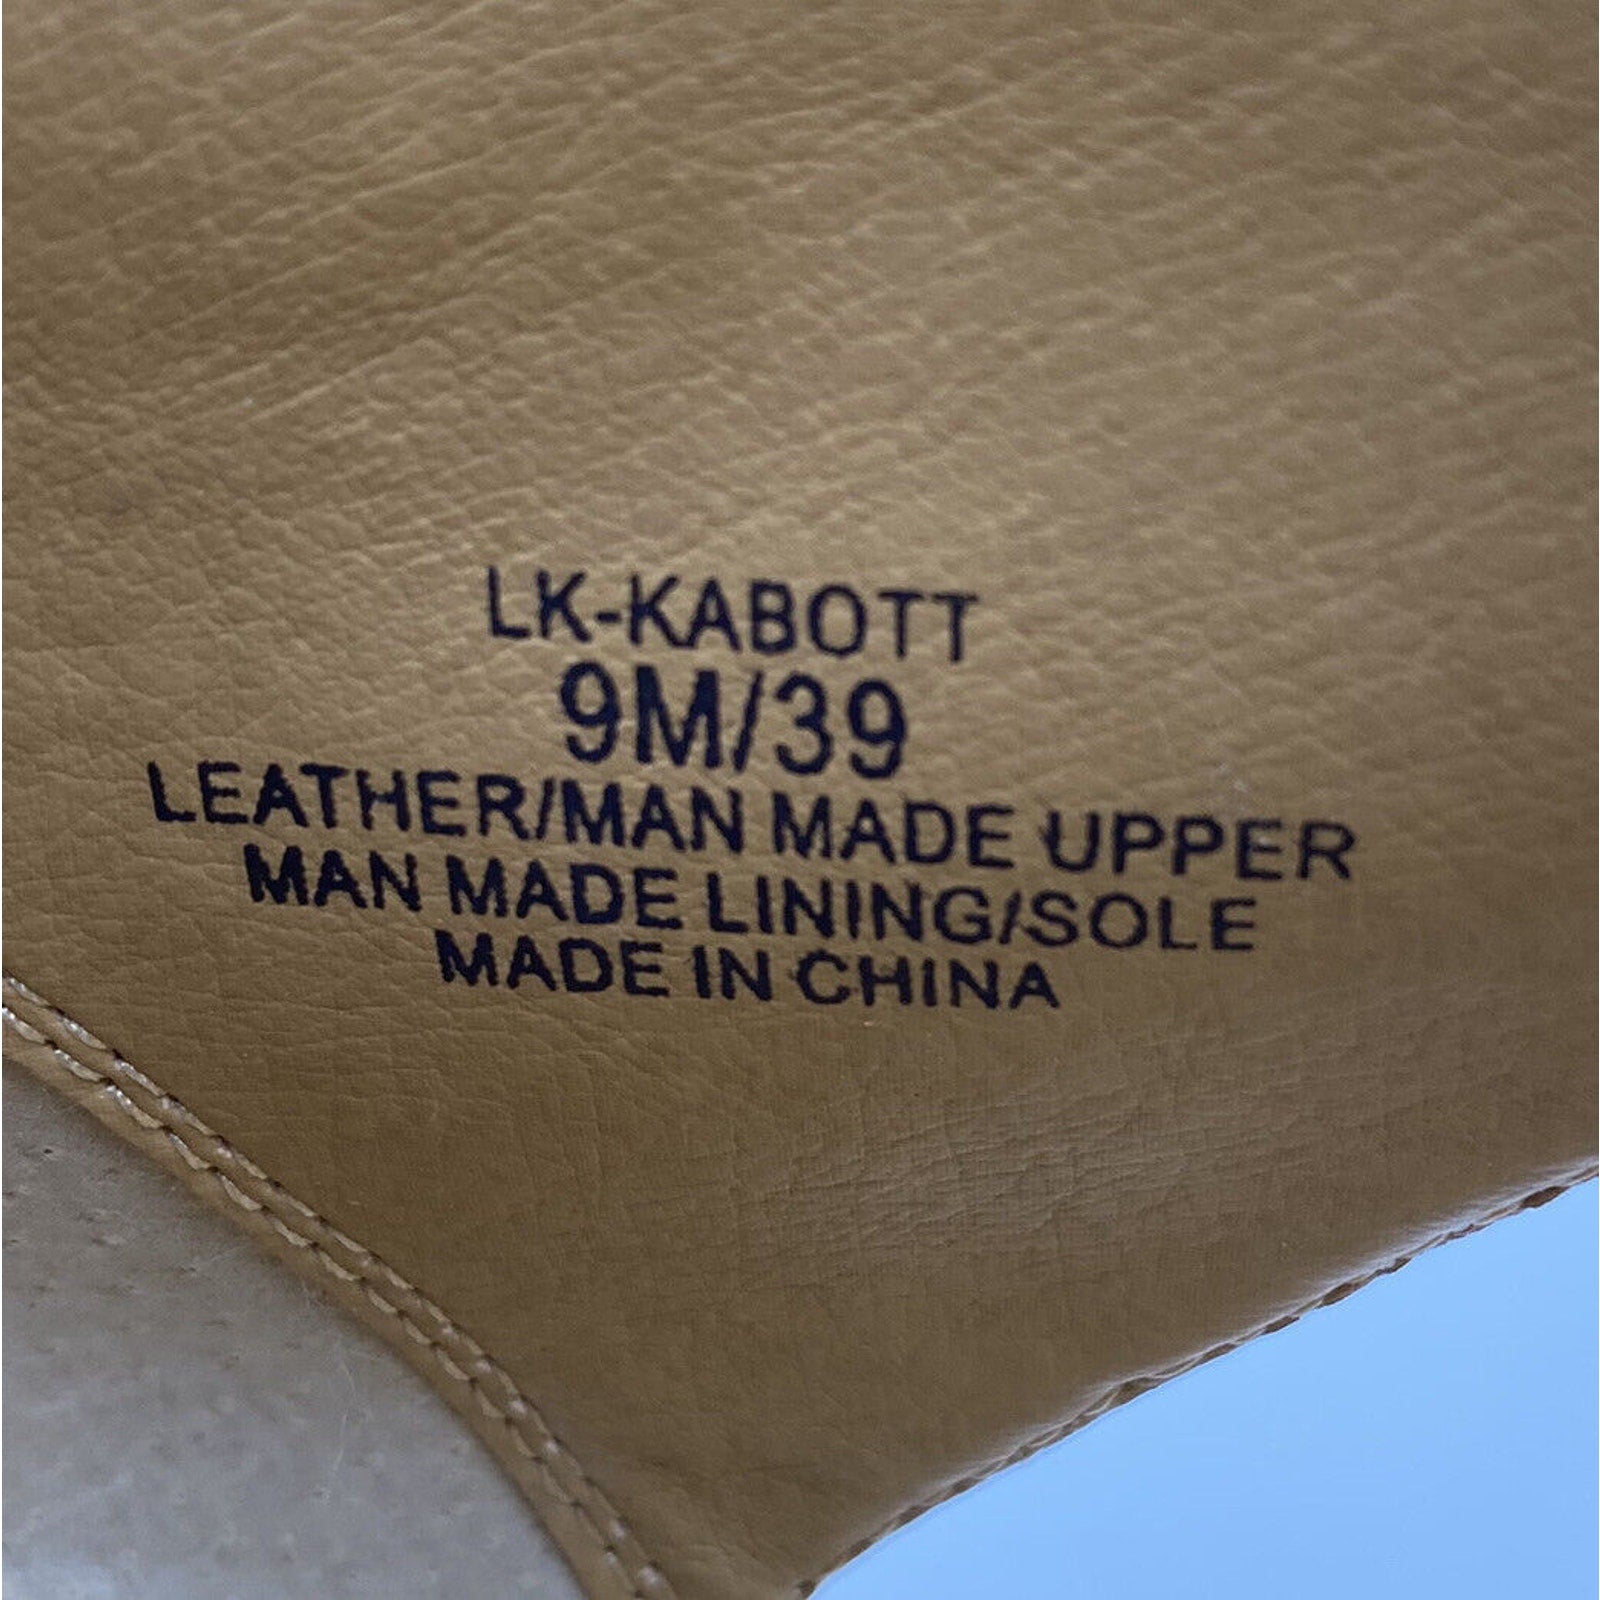 LK-KABOTT
9M/39
LEATHER/MAN MADE UPPER
MAN MADE LINING/SOLE
MADE IN CHINA